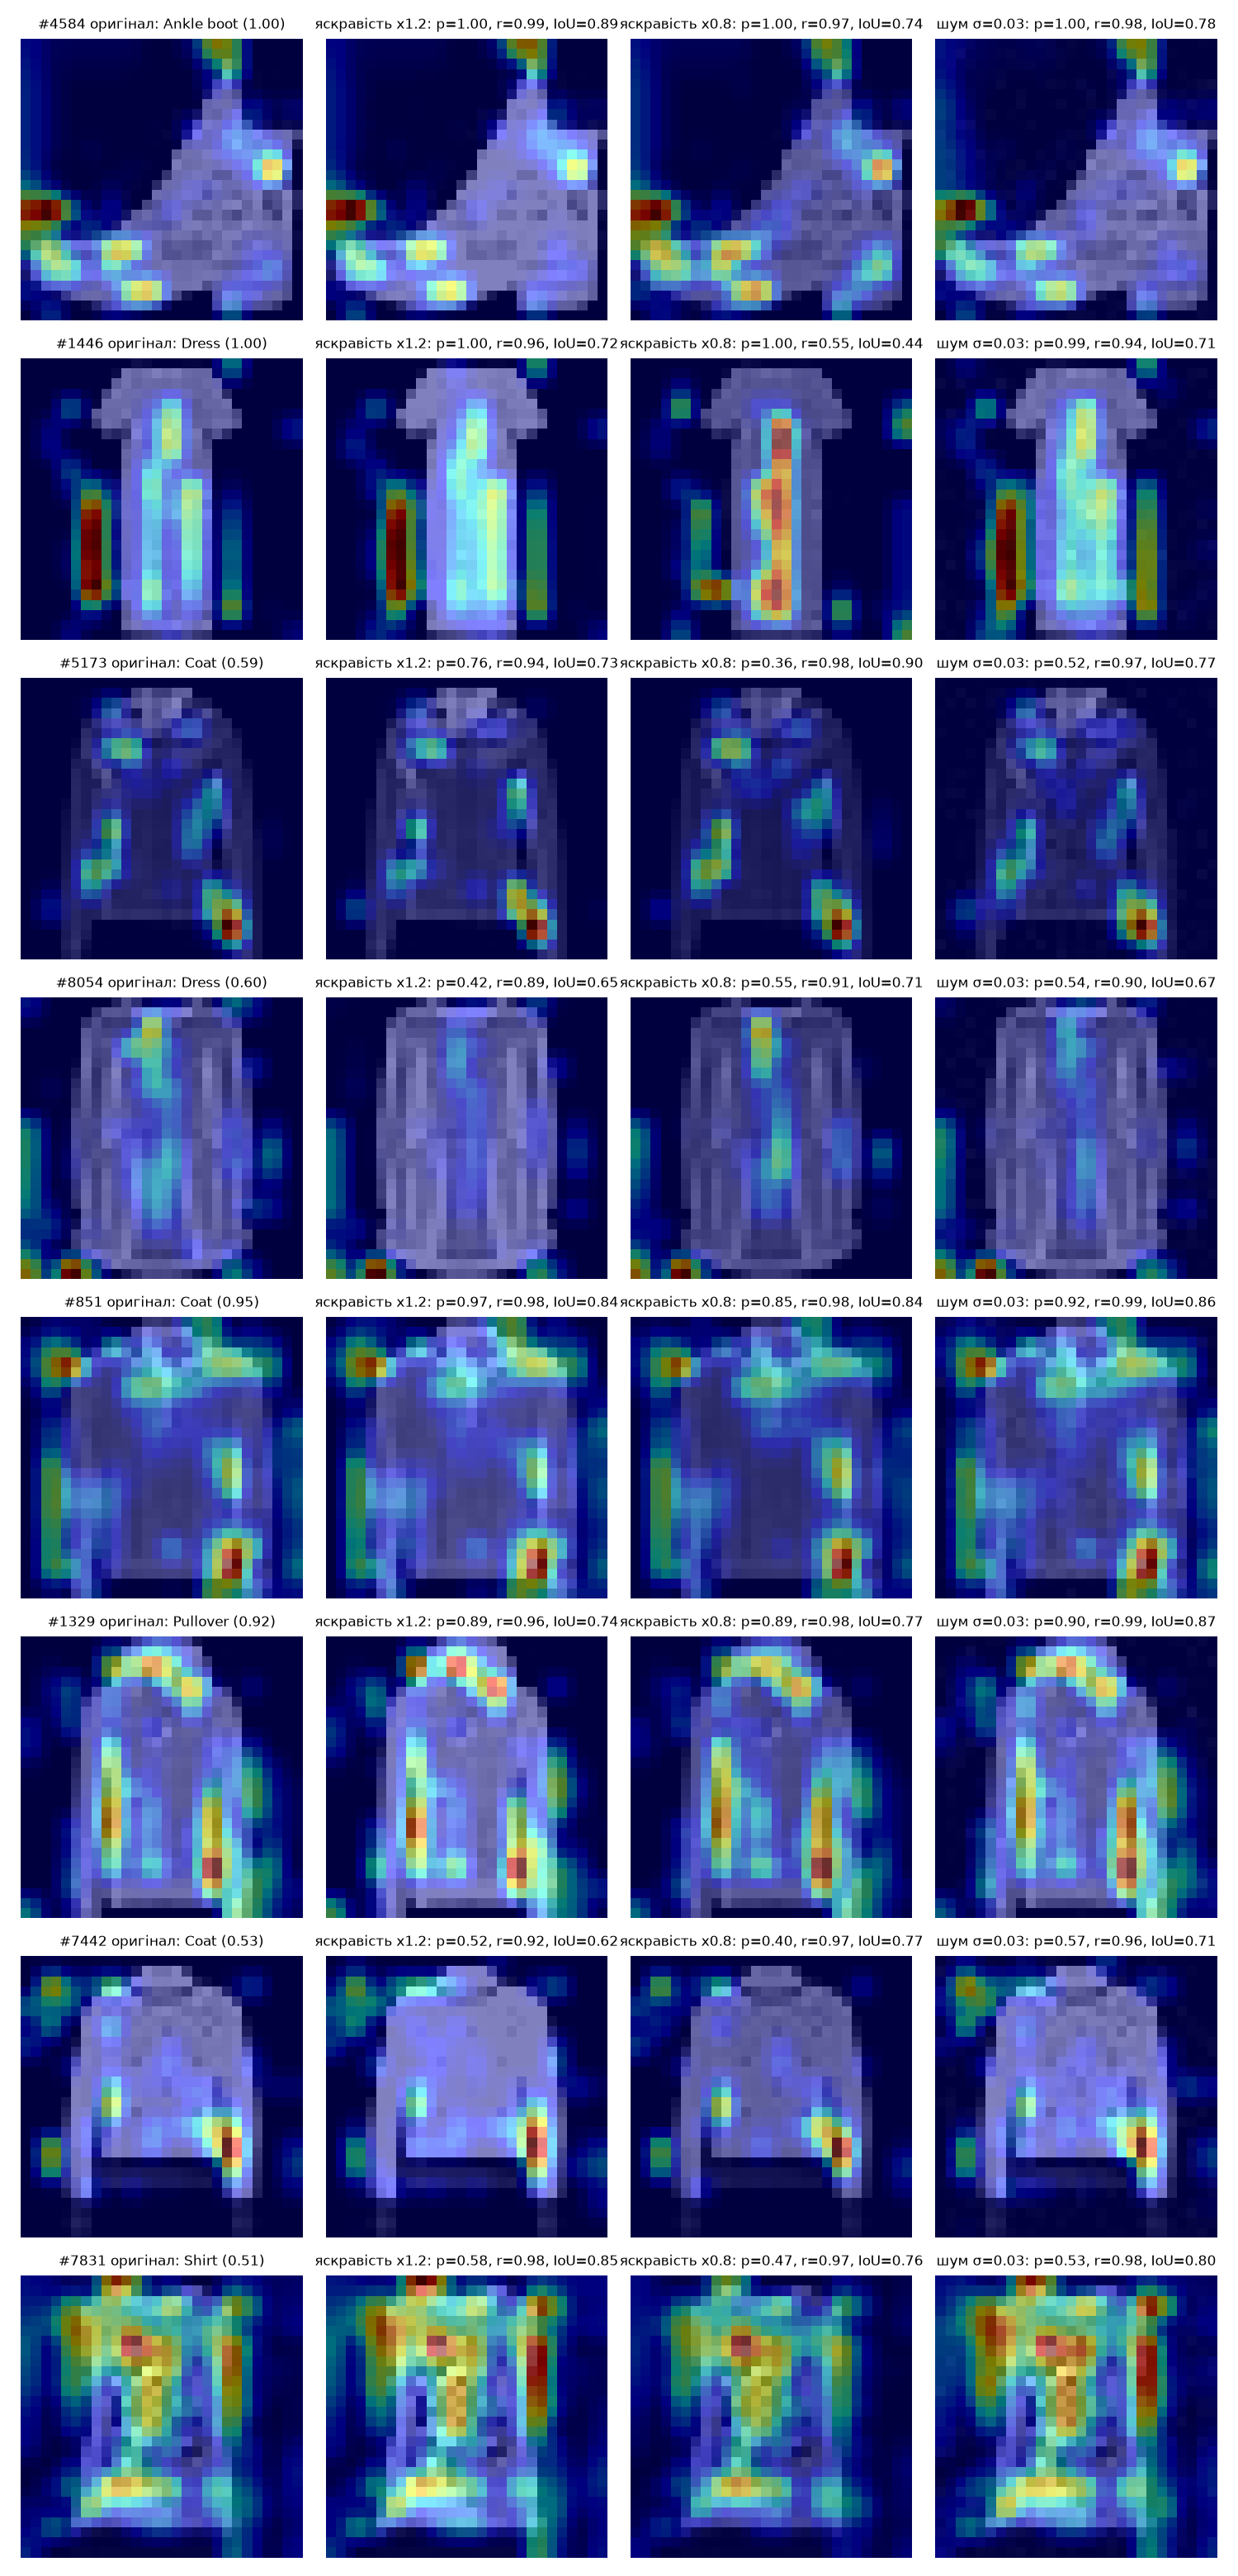 #4584 оригінал: Ankle boot (1.00) яскравість x1.2: p=1.00, r=0.99, IoU=0.89 яскравість x0.8: p=1.00, r=0.97, IoU=0.74 шум σ=0.03: p=1.00, r=0.98, IoU=0.78
#1446 оригінал: Dress (1.00) яскравість x1.2: p=1.00, r=0.96, IoU=0.72 яскравість x0.8: p=1.00, r=0.55, IoU=0.44 шум σ=0.03: p=0.99, r=0.94, IoU=0.71
#5173 оригінал: Coat (0.59) яскравість x1.2: p=0.76, r=0.94, IoU=0.73 яскравість x0.8: p=0.36, r=0.98, IoU=0.90 шум σ=0.03: p=0.52, r=0.97, IoU=0.77
#8054 оригінал: Dress (0.60) яскравість x1.2: p=0.42, r=0.89, IoU=0.65 яскравість x0.8: p=0.55, r=0.91, IoU=0.71 шум σ=0.03: p=0.54, r=0.90, IoU=0.67
#851 оригінал: Coat (0.95) яскравість x1.2: p=0.97, r=0.98, IoU=0.84 яскравість x0.8: p=0.85, r=0.98, IoU=0.84 шум σ=0.03: p=0.92, r=0.99, IoU=0.86
#1329 оригінал: Pullover (0.92) яскравість x1.2: p=0.89, r=0.96, IoU=0.74 яскравість x0.8: p=0.89, r=0.98, IoU=0.77 шум σ=0.03: p=0.90, r=0.99, IoU=0.87
#7442 оригінал: Coat (0.53) яскравість x1.2: p=0.52, r=0.92, IoU=0.62 яскравість x0.8: p=0.40, r=0.97, IoU=0.77 шум σ=0.03: p=0.57, r=0.96, IoU=0.71
#7831 оригінал: Shirt (0.51) яскравість x1.2: p=0.58, r=0.98, IoU=0.85 яскравість x0.8: p=0.47, r=0.97, IoU=0.76 шум σ=0.03: p=0.53, r=0.98, IoU=0.80